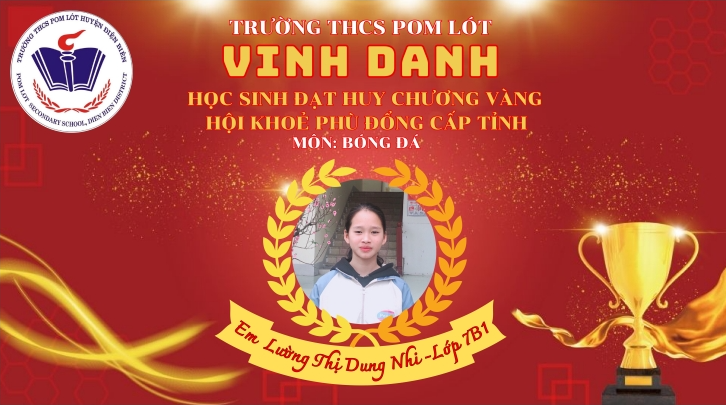 TRƯỜNG THCS PÓM LÓT HUYỆN ĐIỆN BIÊN
POM LOT SECONDARY SCHOOL, DIEN BIEN DISTRICT
TRƯỜNG THCS POM LÓT
VINH DANH
HỌC SINH ĐẠT HUY CHƯƠNG VÀNG
HỘI KHOẺ PHÙ ĐỔNG CẤP TỈNH
MÔN: BÓNG ĐÁ
Em Lường Thị Dung Nhi -Lớp 7B1